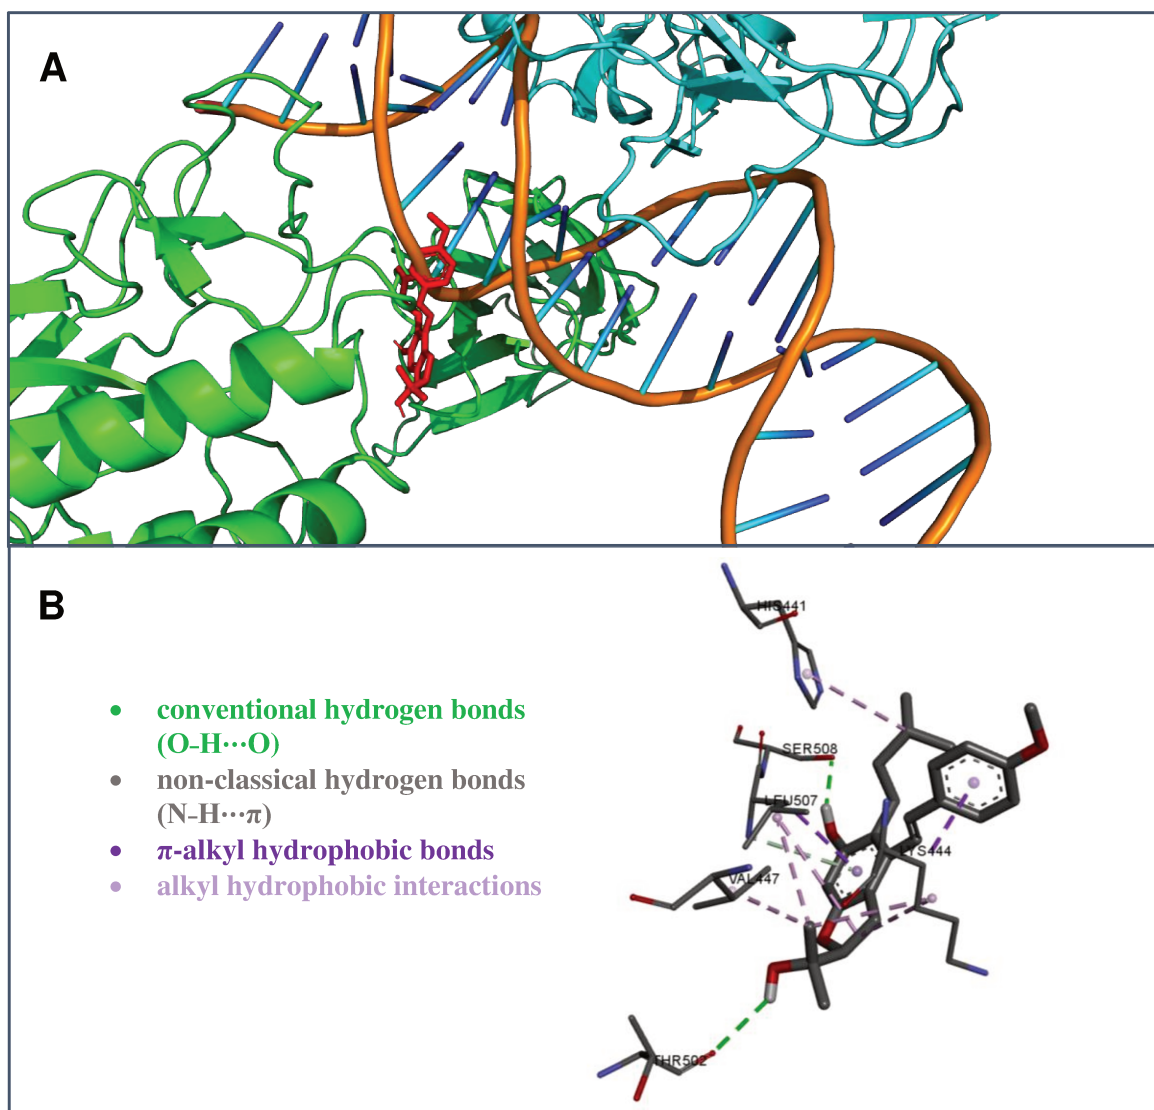 A
B
conventional hydrogen bonds
(O-H···O)
non-classical hydrogen bonds
(N-H···π)
π-alkyl hydrophobic bonds
alkyl hydrophobic interactions
HIS441
SER508
LEU507
LYS444
VAL447
THR502